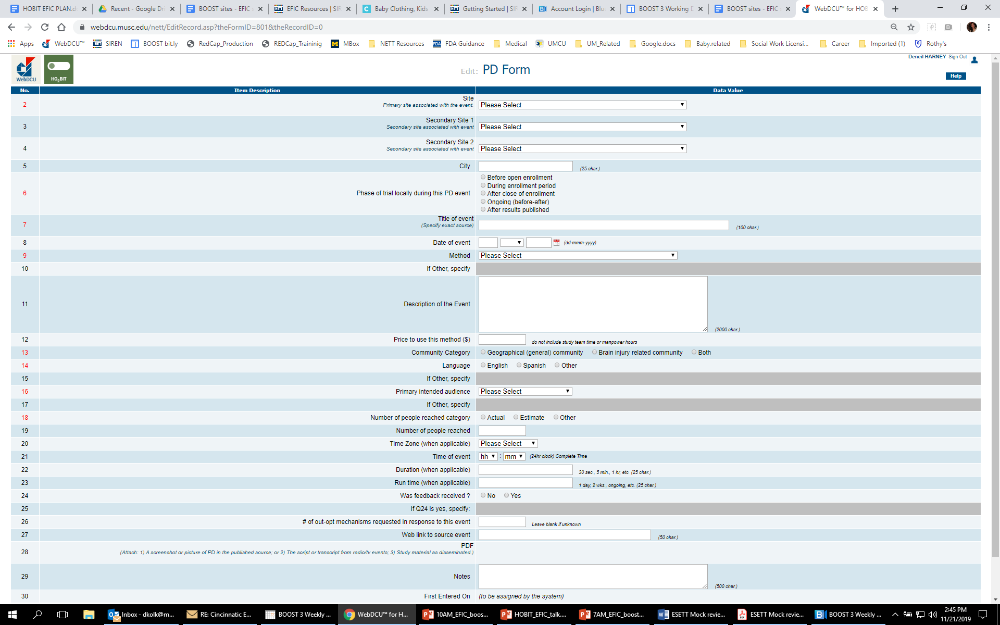 HOBIT EFIC PLAN.d
Recent - Google Dri
BOOST sites - EFIC s
EFIC Resources | SIR
Baby Clothing, Kids
Getting Started | SIR
Account Login | Blue
BOOST 3 Working D
BOOST sites - EFIC
WebDCU™ for HOB
webdcu.musc.edu/nett/EditRecord.asp?theFormID=801&theRecordID=0
Apps WebDCU™ SIREN BOOST bit.ly RedCap_Production REDCap_Traininig MBox NETT Resources FDA Guidance Medical UMCU UM_Related Google.docs Baby.related Social Work Licensi... Career Imported (1) Rothy's
Deneil HARNEY Sign Out
WebDCU
HO2BIT
Edit: PD Form
Help
No. Item Description Data Value
2 Site Please Select
Primary site associated with the event.
3 Secondary Site 1 Please Select
Secondary site associated with event
4 Secondary Site 2 Please Select
Secondary site associated with event
5 City (25 char.)
6 Phase of trial locally during this PD event
Before open enrollment
During enrollment period
After close of enrollment
Ongoing (before-after)
After results published
7 Title of event (100 char.)
(Specify exact source)
8 Date of event (dd-mmm-yyyy)
9 Method Please Select
10 If Other, specify
11 Description of the Event (2000 char.)
12 Price to use this method ($) do not include study team time or manpower hours
13 Community Category Geographical (general) community Brain injury related community Both
14 Language English Spanish Other
15 If Other, specify
16 Primary intended audience Please Select
17 If Other, specify
18 Number of people reached category Actual Estimate Other
19 Number of people reached
20 Time Zone (when applicable) Please Select
21 Time of event hh : mm (24hr clock) Complete Time
22 Duration (when applicable) 30 sec., 5 min., 1 hr, etc. (25 char.)
23 Run time (when applicable) 1 day, 2 wks., ongoing, etc. (25 char.)
24 Was feedback received ? No Yes
25 If Q24 is yes, specify:
26 # of out-opt mechanisms requested in response to this event Leave blank if unknown
27 Web link to source event (50 char.)
28 PDF
(Attach: 1) A screenshot or picture of PD in the published source; or 2) The script or transcript from radio/tv events; 3) Study material as disseminated.)
29 Notes (500 char.)
30 First Entered On (to be assigned by the system)
Inbox - dkolk@m...
RE: Cincinnatic E...
BOOST 3 Weekly ...
WebDCU™ for H...
10AM_EFIC_boos...
HOBIT_EFIC_talk....
7AM_EFIC_boost...
ESETT Mock revie...
ESETT Mock revie...
BOOST 3 Weekly ...
2:45 PM
11/21/2019